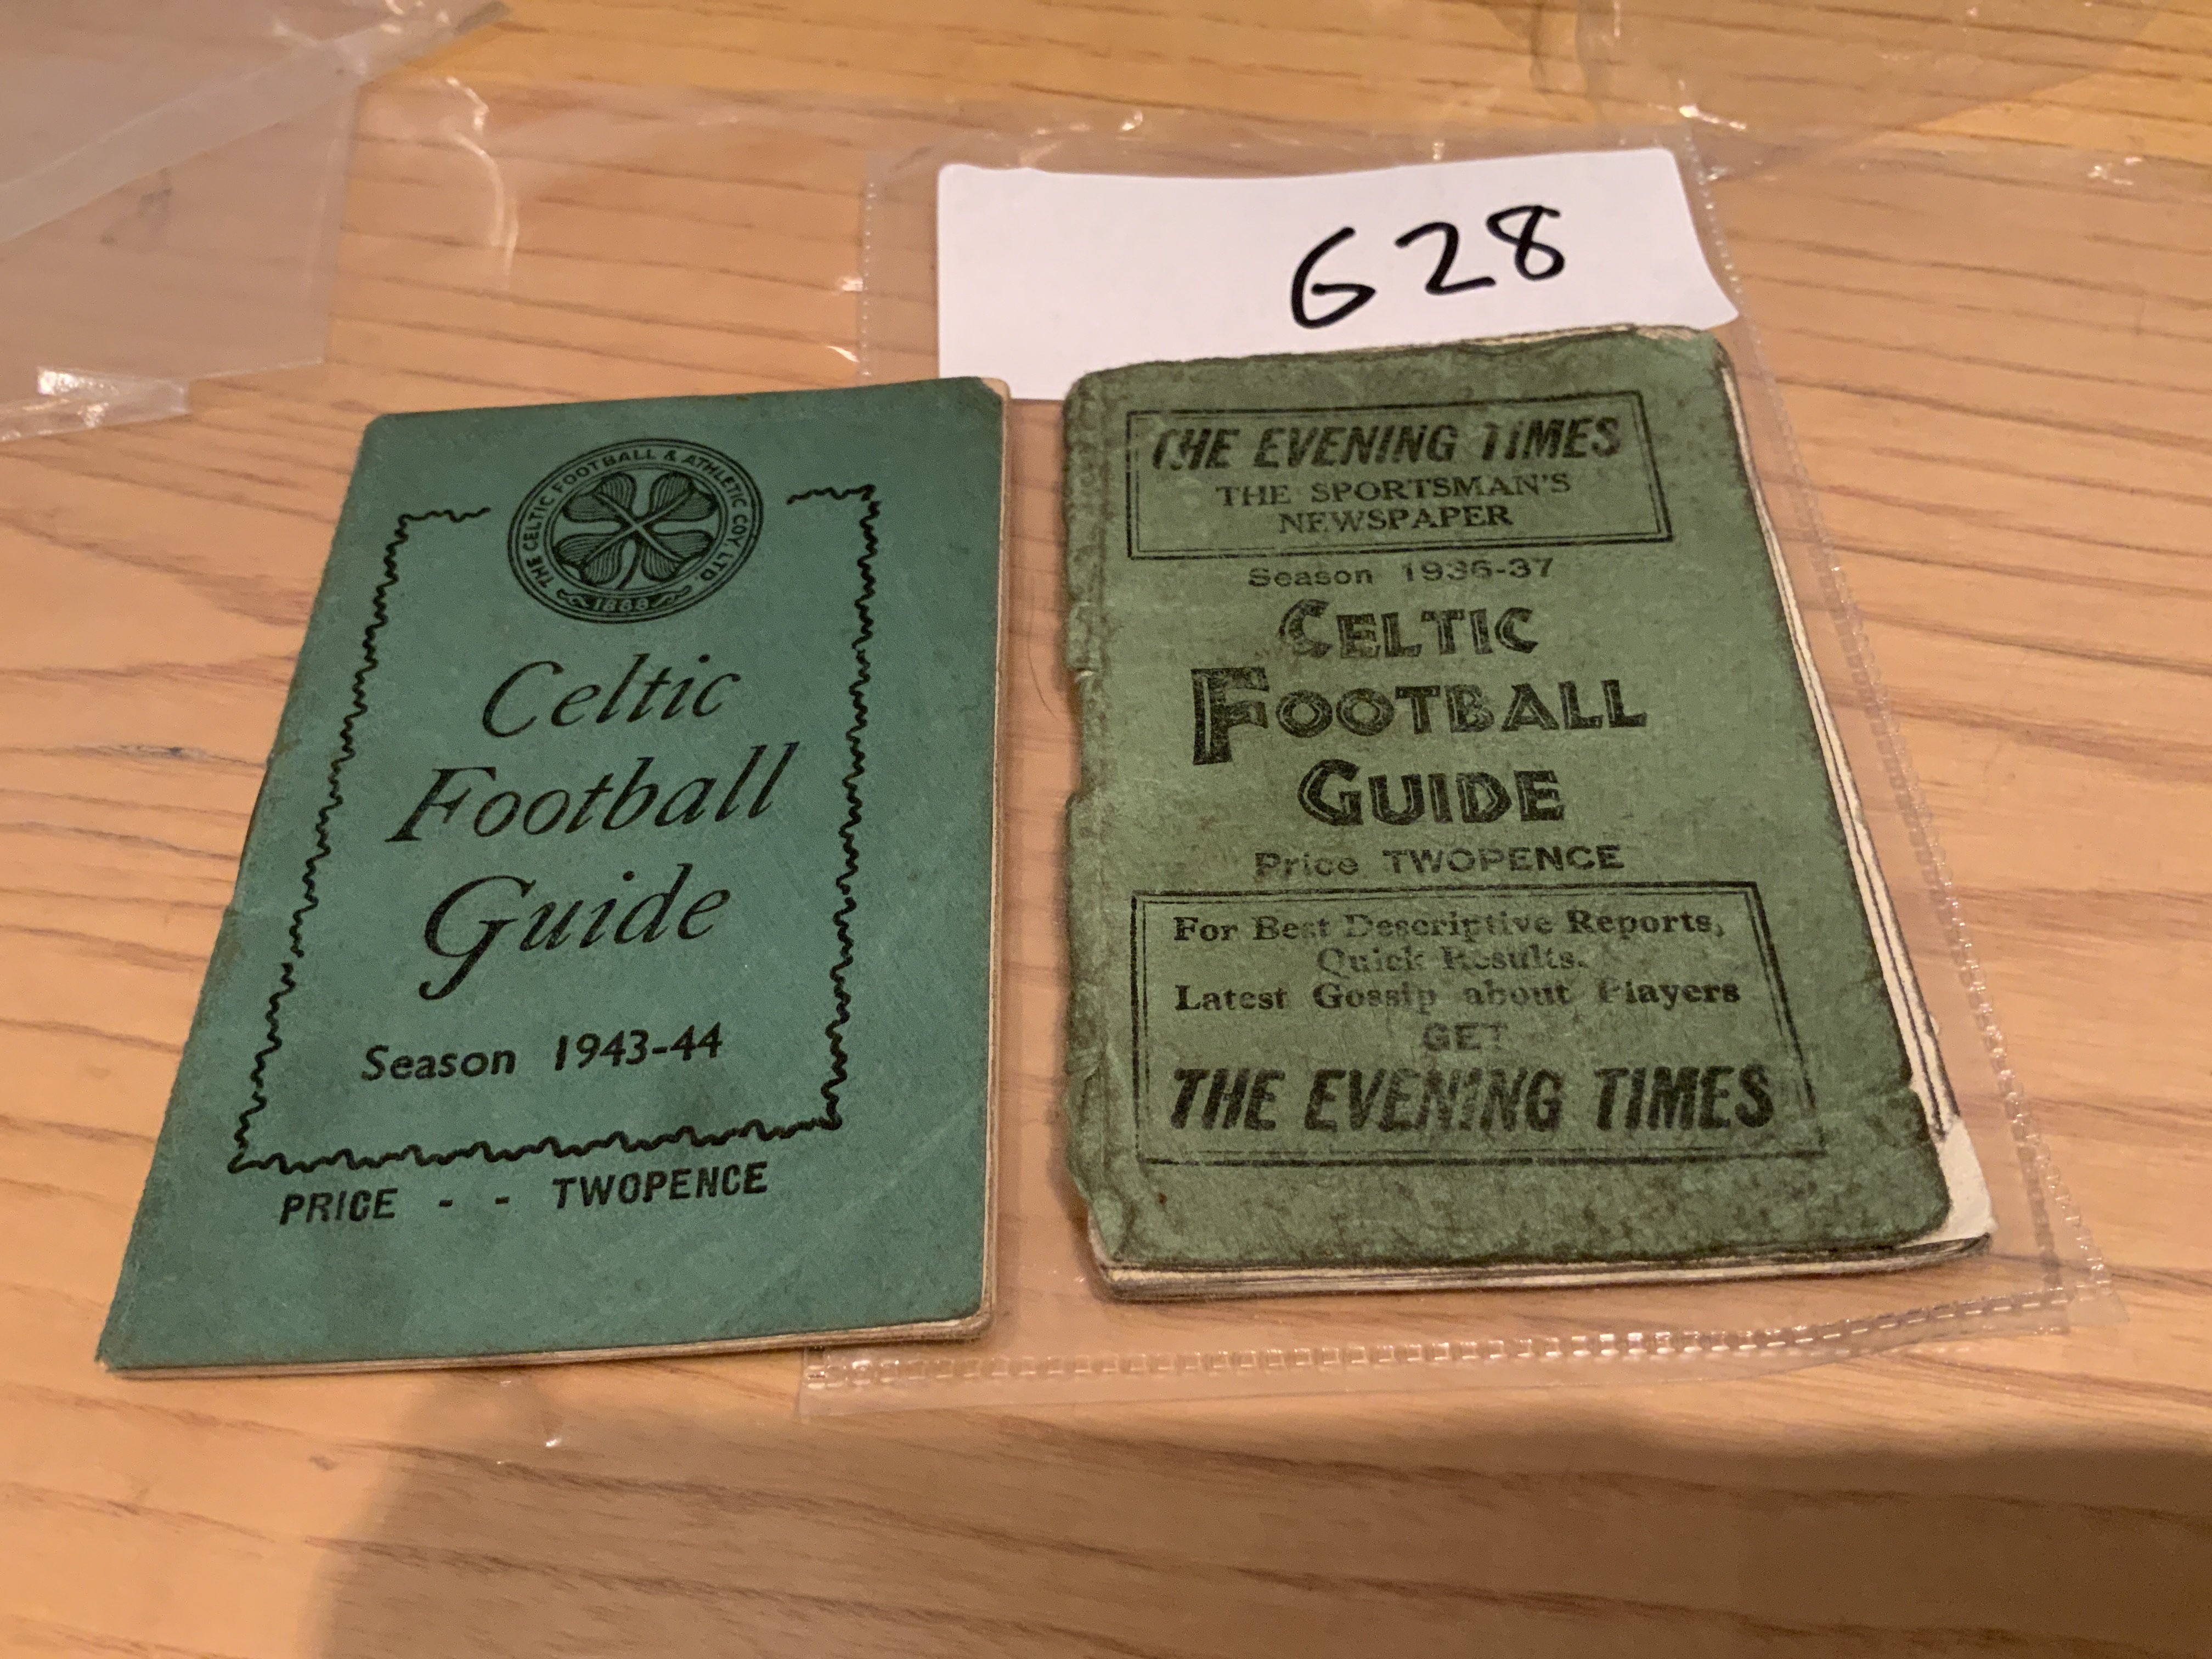 G28
THE CELTIC FOOTBALL & ATHLETIC COY LTD.
1888
Celtic
Football
Guide
Season 1943-44
PRICE - - TWOPENCE
THE EVENING TIMES
THE SPORTSMAN'S
NEWSPAPER
Season 1936-37
CELTIC
FOOTBALL
GUIDE
Price TWOPENCE
For Best Descriptive Reports,
Quick Results.
Latest Gossip about Players
GET
THE EVENING TIMES